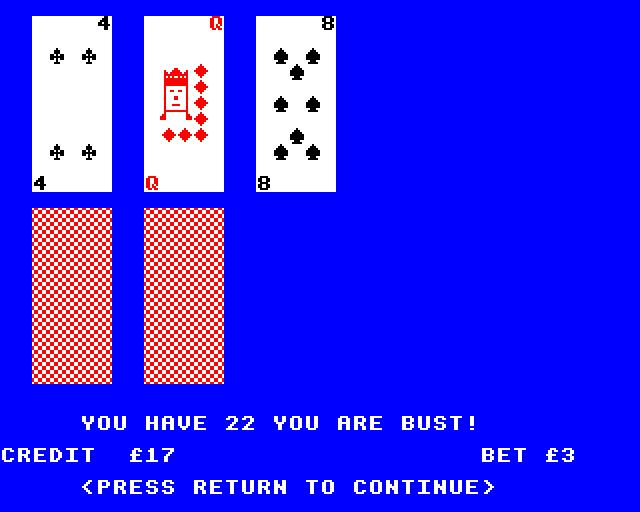 4 Q 8
4 Q 8
YOU HAVE 22 YOU ARE BUST!
CREDIT £17 BET £3
<PRESS RETURN TO CONTINUE>